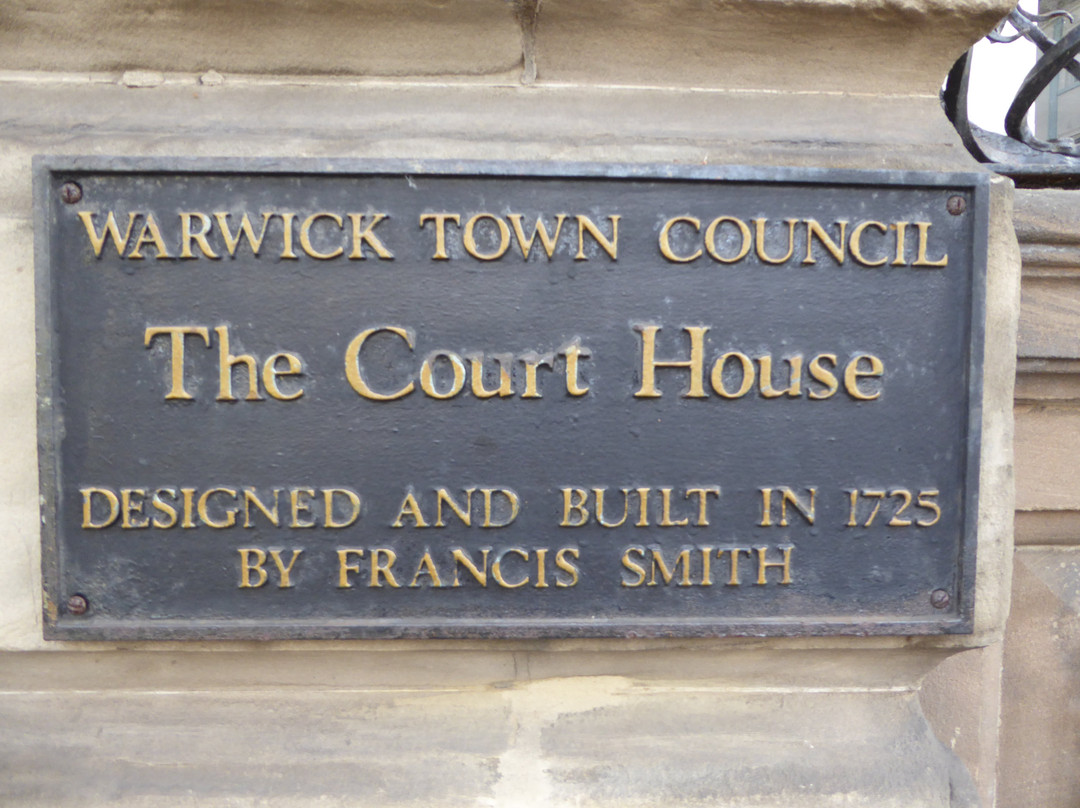 WARWICK TOWN COUNCIL
The Court House
DESIGNED AND BUILT IN 1725
BY FRANCIS SMITH